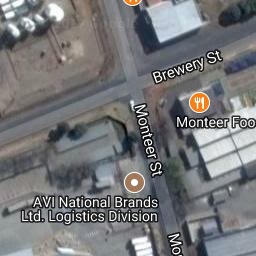 Brewery St
Monteer St
Monteer Foo
AVI National Brands
Ltd. Logistics Division
Mo